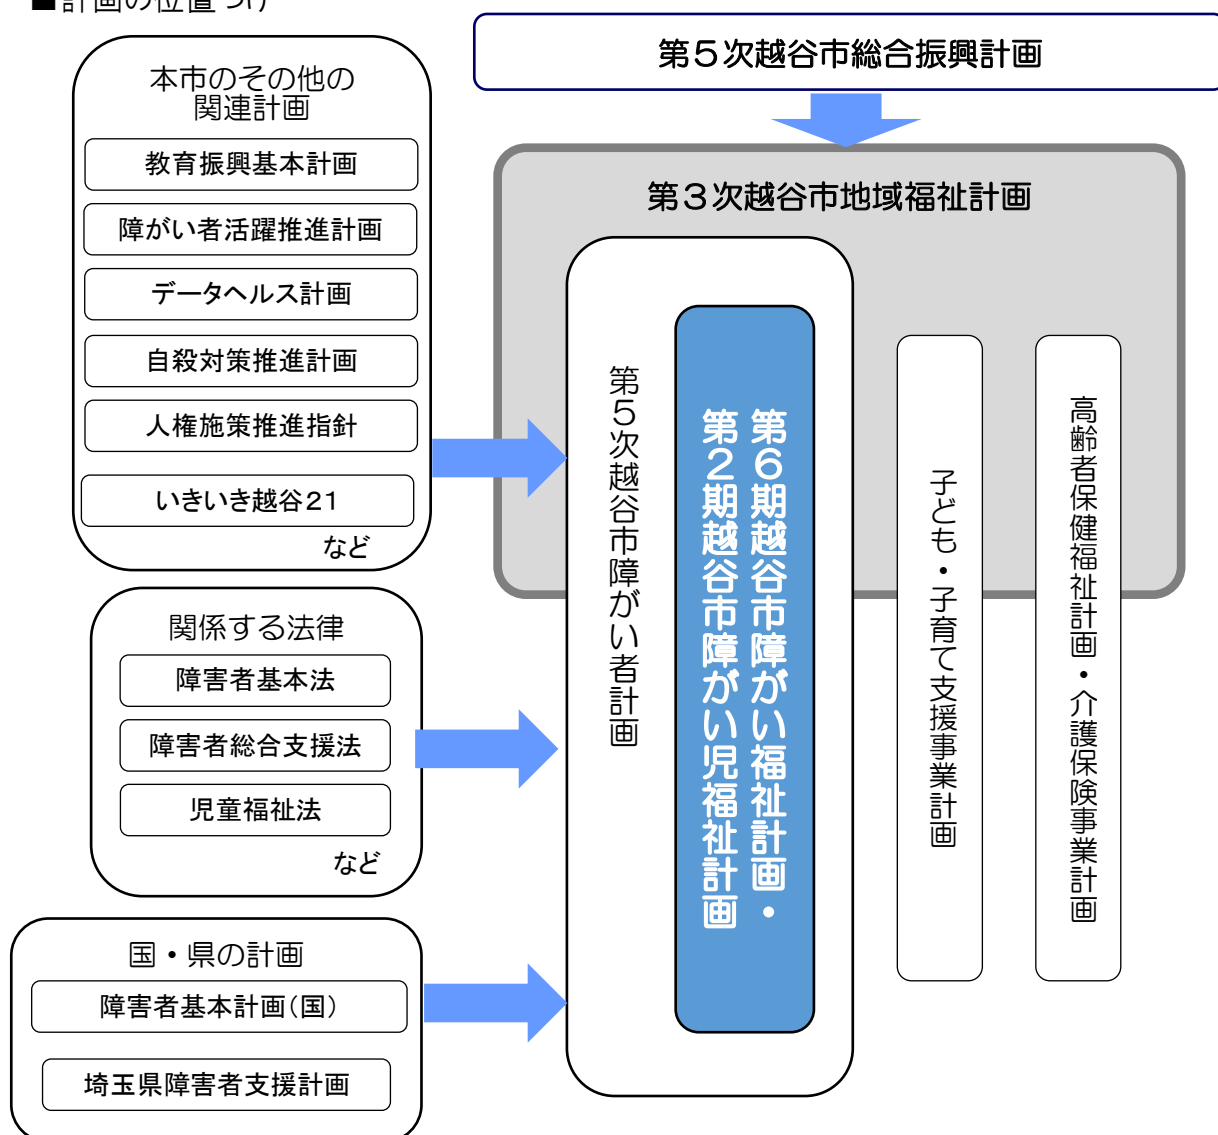 ■計画の位置づけ
第５次越谷市総合振興計画
本市のその他の
関連計画
教育振興基本計画
障がい者活躍推進計画
データヘルス計画
自殺対策推進計画
人権施策推進指針
いきいき越谷２１
など
関係する法律
障害者基本法
障害者総合支援法
児童福祉法
など
国・県の計画
障害者基本計画（国）
埼玉県障害者支援計画
第３次越谷市地域福祉計画
第５次越谷市障がい者計画
第６期越谷市障がい福祉計画・
第２期越谷市障がい児福祉計画
子ども・子育て支援事業計画
高齢者保健福祉計画・介護保険事業計画